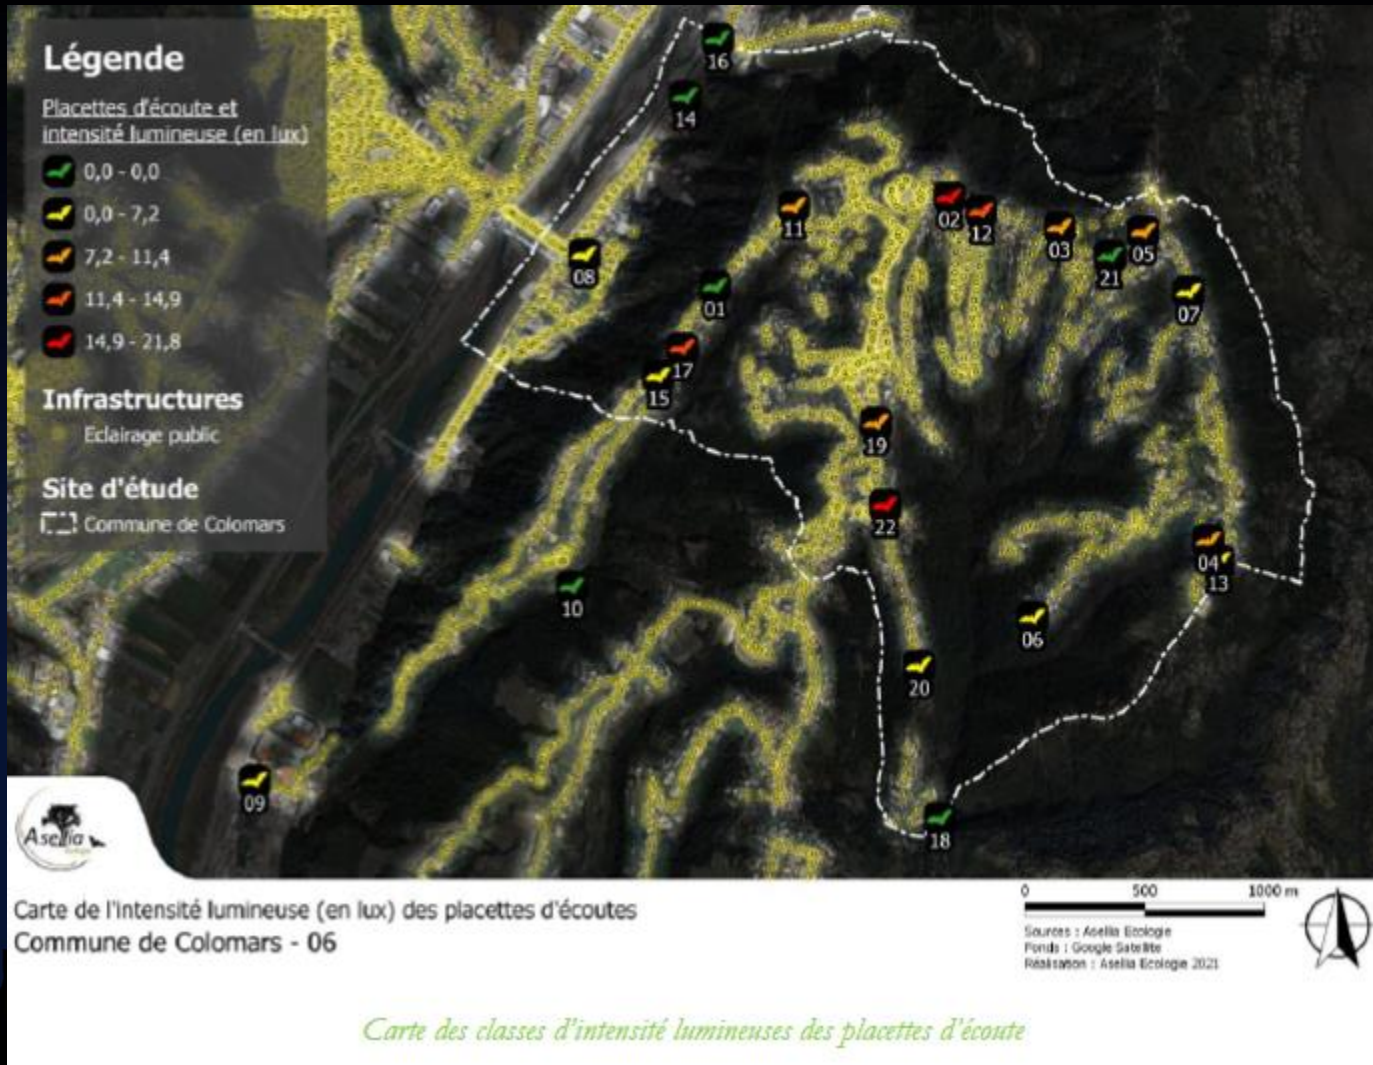 Légende
Placettes d'écoute et
intensité lumineuse (en lux)
0,0 - 0,0
0,0 - 7,2
7,2 - 11,4
11,4 - 14,9
14,9 - 21,8
Infrastructures
Eclairage public
Site d'étude
Commune de Colomars
16
14
11
02
12
03
05
21
08
01
07
17
15
19
22
04
13
10
06
20
09
18
Asellia
Carte de l'intensité lumineuse (en lux) des placettes d'écoutes
Commune de Colomars - 06
0 500 1000 m
Sources : Asellia Ecologie
Fonds : Google Satellite
Réalisation : Asellia Ecologie 2021
Carte des classes d'intensité lumineuses des placettes d'écoute